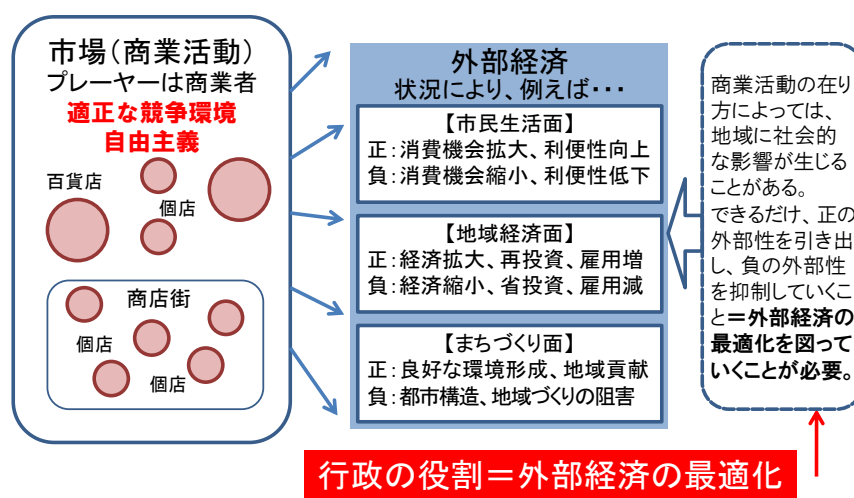 市場（商業活動）
プレーヤーは商業者
適正な競争環境
自由主義
百貨店
個店
商店街
個店
個店
外部経済
状況により、例えば・・・
【市民生活面】
正：消費機会拡大、利便性向上
負：消費機会縮小、利便性低下
【地域経済面】
正：経済拡大、再投資、雇用増
負：経済縮小、省投資、雇用減
【まちづくり面】
正：良好な環境形成、地域貢献
負：都市構造、地域づくりの阻害
商業活動の在り
方によっては、
地域に社会的
な影響が生じる
ことがある。
できるだけ、正の
外部性を引き出
し、負の外部性
を抑制していくこ
と＝外部経済の
最適化を図って
いくことが必要。
行政の役割＝外部経済の最適化